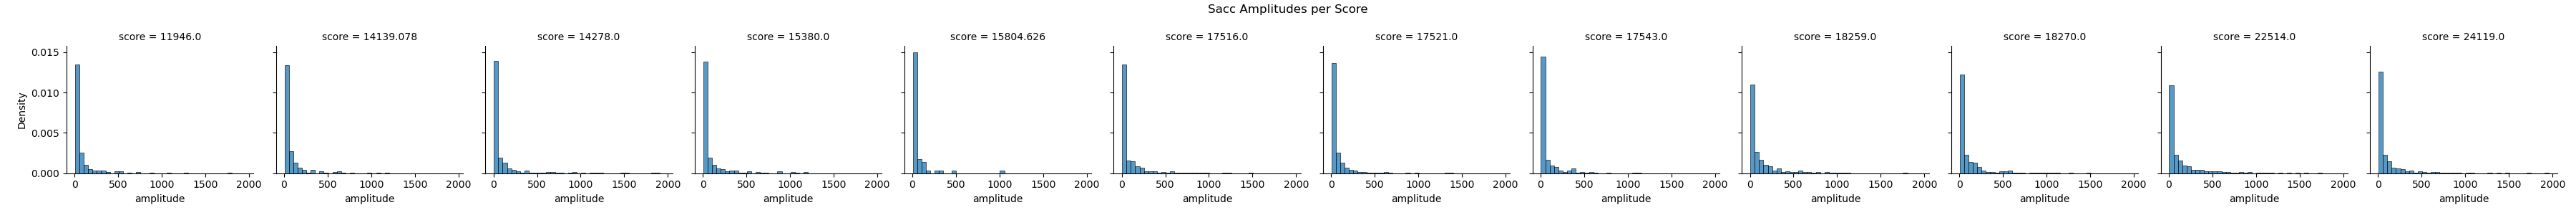 Sacc Amplitudes per Score
score = 11946.0 score = 14139.078 score = 14278.0 score = 15380.0 score = 15804.626 score = 17516.0 score = 17521.0 score = 17543.0 score = 18259.0 score = 18270.0 score = 22514.0 score = 24119.0
0.015
0.010
Density
0.005
0.000
0 500 1000 1500 2000 0 500 1000 1500 2000 0 500 1000 1500 2000 0 500 1000 1500 2000 0 500 1000 1500 2000 0 500 1000 1500 2000 0 500 1000 1500 2000 0 500 1000 1500 2000 0 500 1000 1500 2000 0 500 1000 1500 2000 0 500 1000 1500 2000 0 500 1000 1500 2000
amplitude amplitude amplitude amplitude amplitude amplitude amplitude amplitude amplitude amplitude amplitude amplitude